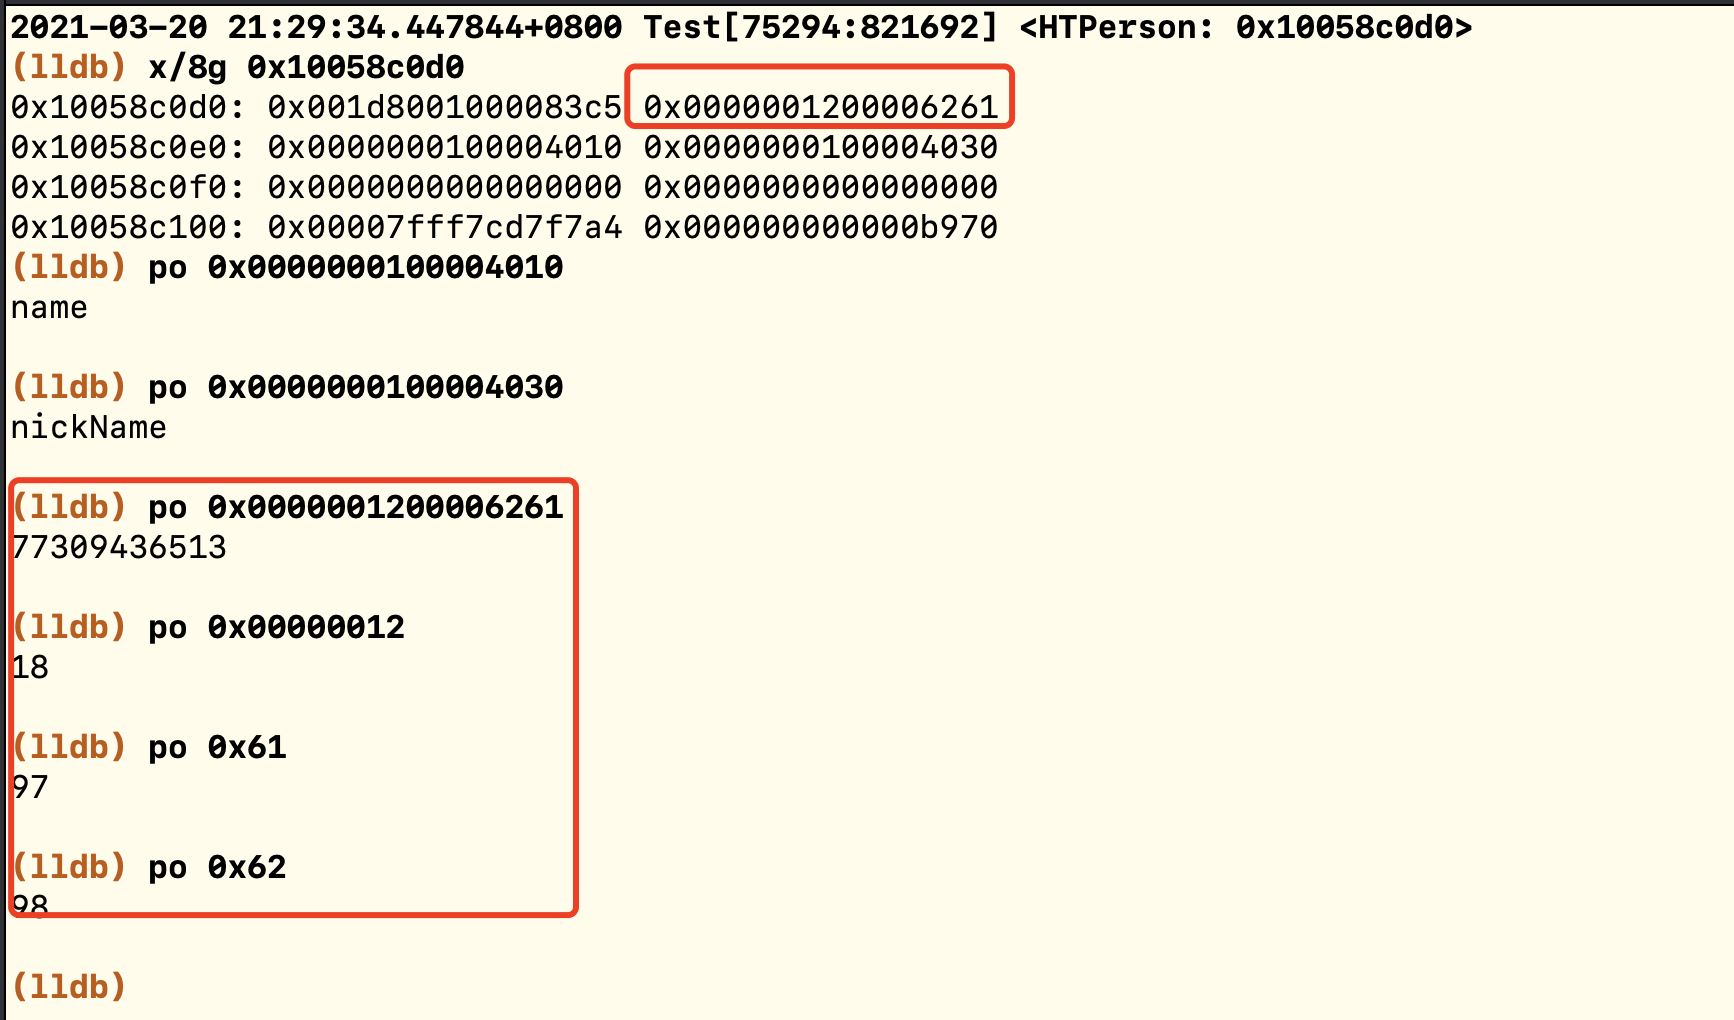 2021-03-20 21:29:34.447844+0800 Test[75294:821692] <HTPerson: 0x10058c0d0>
(lldb) x/8g 0x10058c0d0
0x10058c0d0: 0x001d8001000083c5 0x0000001200006261
0x10058c0e0: 0x0000000100004010 0x0000000100004030
0x10058c0f0: 0x0000000000000000 0x0000000000000000
0x10058c100: 0x00007fff7cd7f7a4 0x000000000000b970
(lldb) po 0x0000000100004010
name
(lldb) po 0x0000000100004030
nickName
(lldb) po 0x0000001200006261
77309436513
(lldb) po 0x00000012
18
(lldb) po 0x61
97
(lldb) po 0x62
98
(lldb)